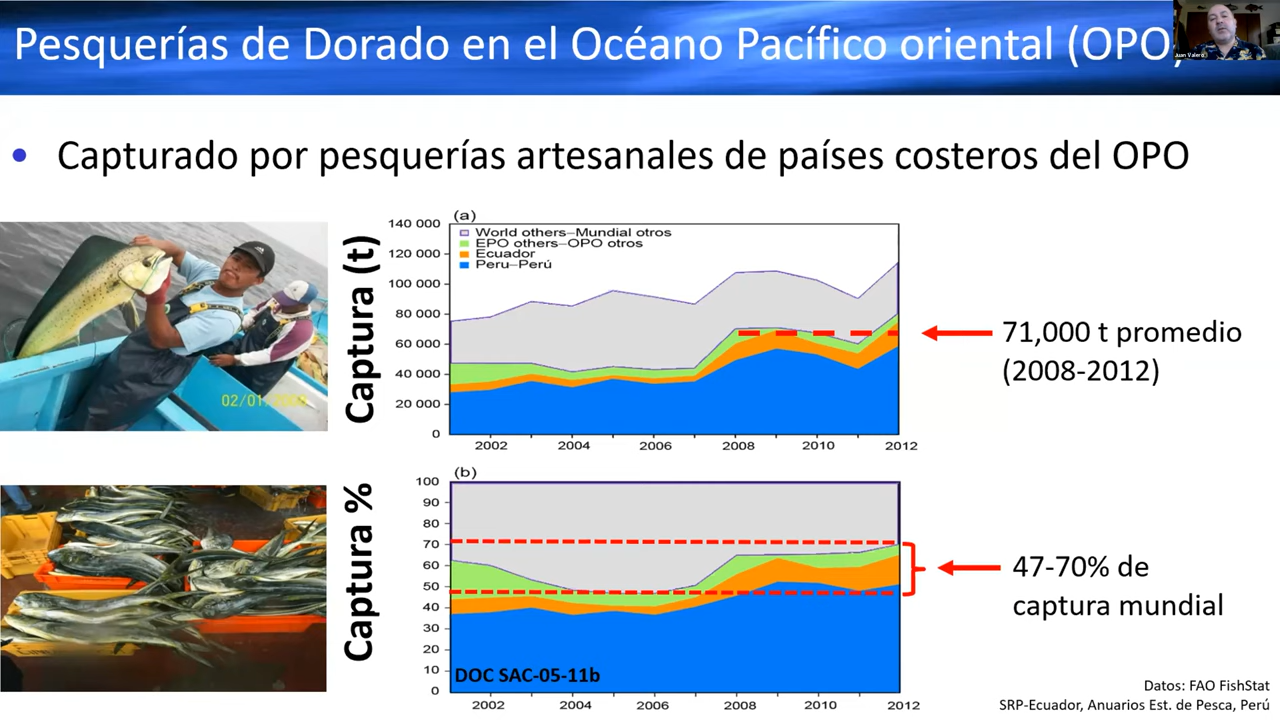 Pesquerías de Dorado en el Océano Pacífico oriental (OPO)
Juan Valero
• Capturado por pesquerías artesanales de países costeros del OPO
02/01/2009
Captura (t)
(a)
140 000
120 000
100 000
80 000
60 000
40 000
20 000
0
World others–Mundial otros
EPO others–OPO otros
Ecuador
Peru–Perú
2002 2004 2006 2008 2010 2012
71,000 t promedio
(2008-2012)
Captura %
(b)
100
90
80
70
60
50
40
30
20
10
0
DOC SAC-05-11b
2002 2004 2006 2008 2010 2012
47-70% de
captura mundial
Datos: FAO FishStat
SRP-Ecuador, Anuarios Est. de Pesca, Perú